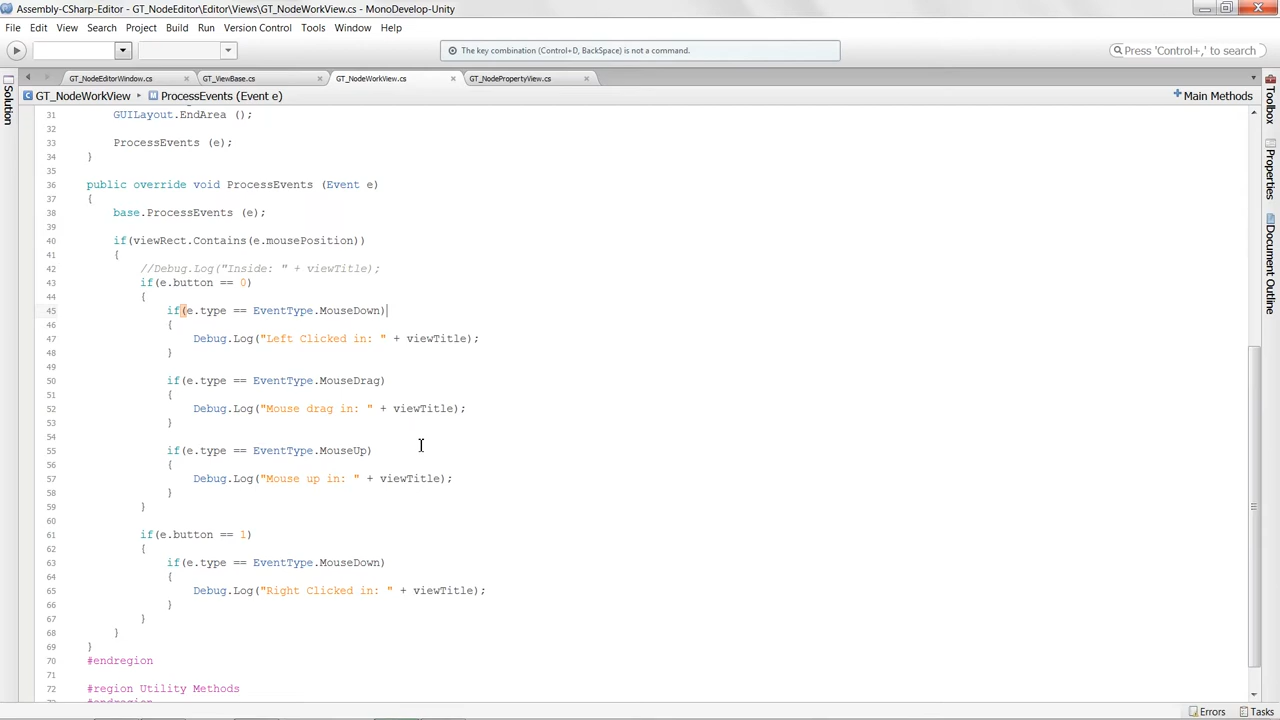 Assembly-CSharp-Editor - GT_NodeEditor\Editor\Views\GT_NodeWorkView.cs - MonoDevelop-Unity
File Edit View Search Project Build Run Version Control Tools Window Help
The key combination (Control+D, BackSpace) is not a command.
Press 'Control+,' to search
GT_NodeEditorWindow.cs GT_ViewBase.cs GT_NodeWorkView.cs GT_NodePropertyView.cs
GT_NodeWorkView ProcessEvents (Event e) Main Methods
Solution
Toolbox
Properties
Document Outline
31 GUILayout.EndArea ();
32
33 ProcessEvents (e);
34 }
35
36 public override void ProcessEvents (Event e)
37 {
38 base.ProcessEvents (e);
39
40 if(viewRect.Contains(e.mousePosition))
41 {
42 //Debug.Log("Inside: " + viewTitle);
43 if(e.button == 0)
44 {
45 if(e.type == EventType.MouseDown)
46 {
47 Debug.Log("Left Clicked in: " + viewTitle);
48 }
49
50 if(e.type == EventType.MouseDrag)
51 {
52 Debug.Log("Mouse drag in: " + viewTitle);
53 }
54
55 if(e.type == EventType.MouseUp)
56 {
57 Debug.Log("Mouse up in: " + viewTitle);
58 }
59 }
60
61 if(e.button == 1)
62 {
63 if(e.type == EventType.MouseDown)
64 {
65 Debug.Log("Right Clicked in: " + viewTitle);
66 }
67 }
68 }
69 }
70 #endregion
71
72 #region Utility Methods
#endregion
Errors Tasks